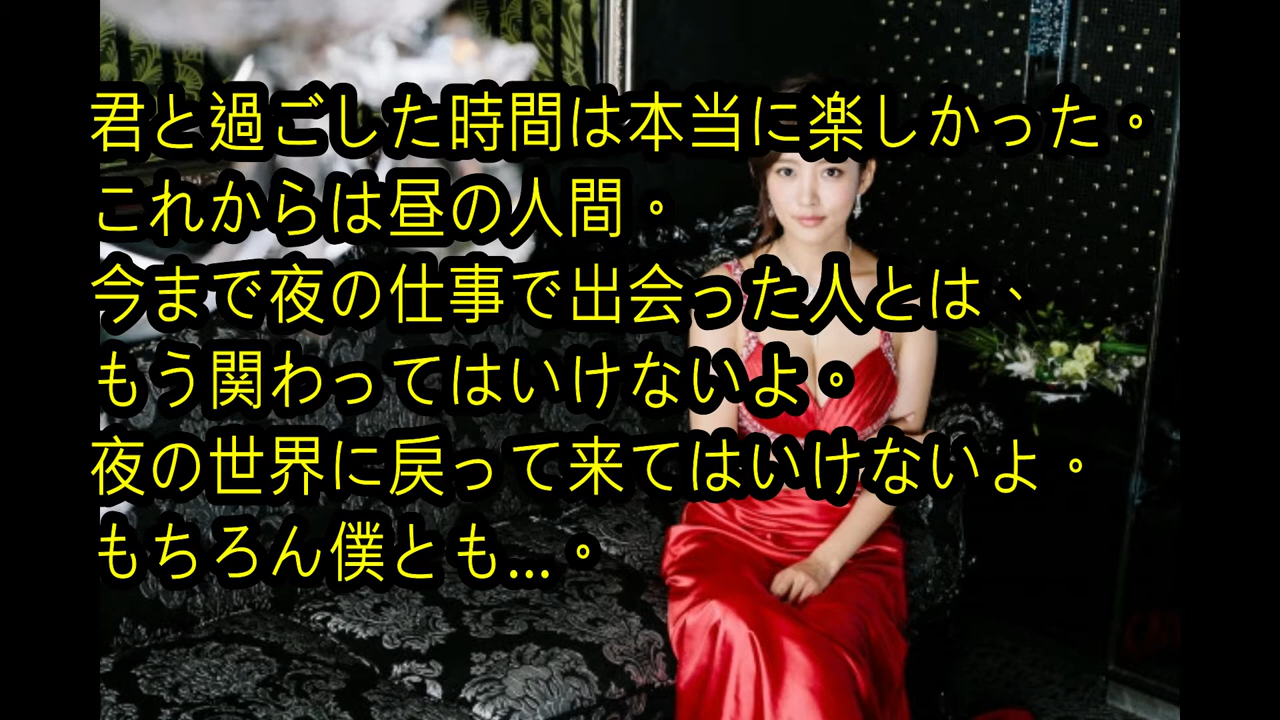 君と過ごした時間は本当に楽しかった。
これからは昼の人間。
今まで夜の仕事で出会った人とは、
もう関わってはいけないよ。
夜の世界に戻って来てはいけないよ。
もちろん僕とも...。